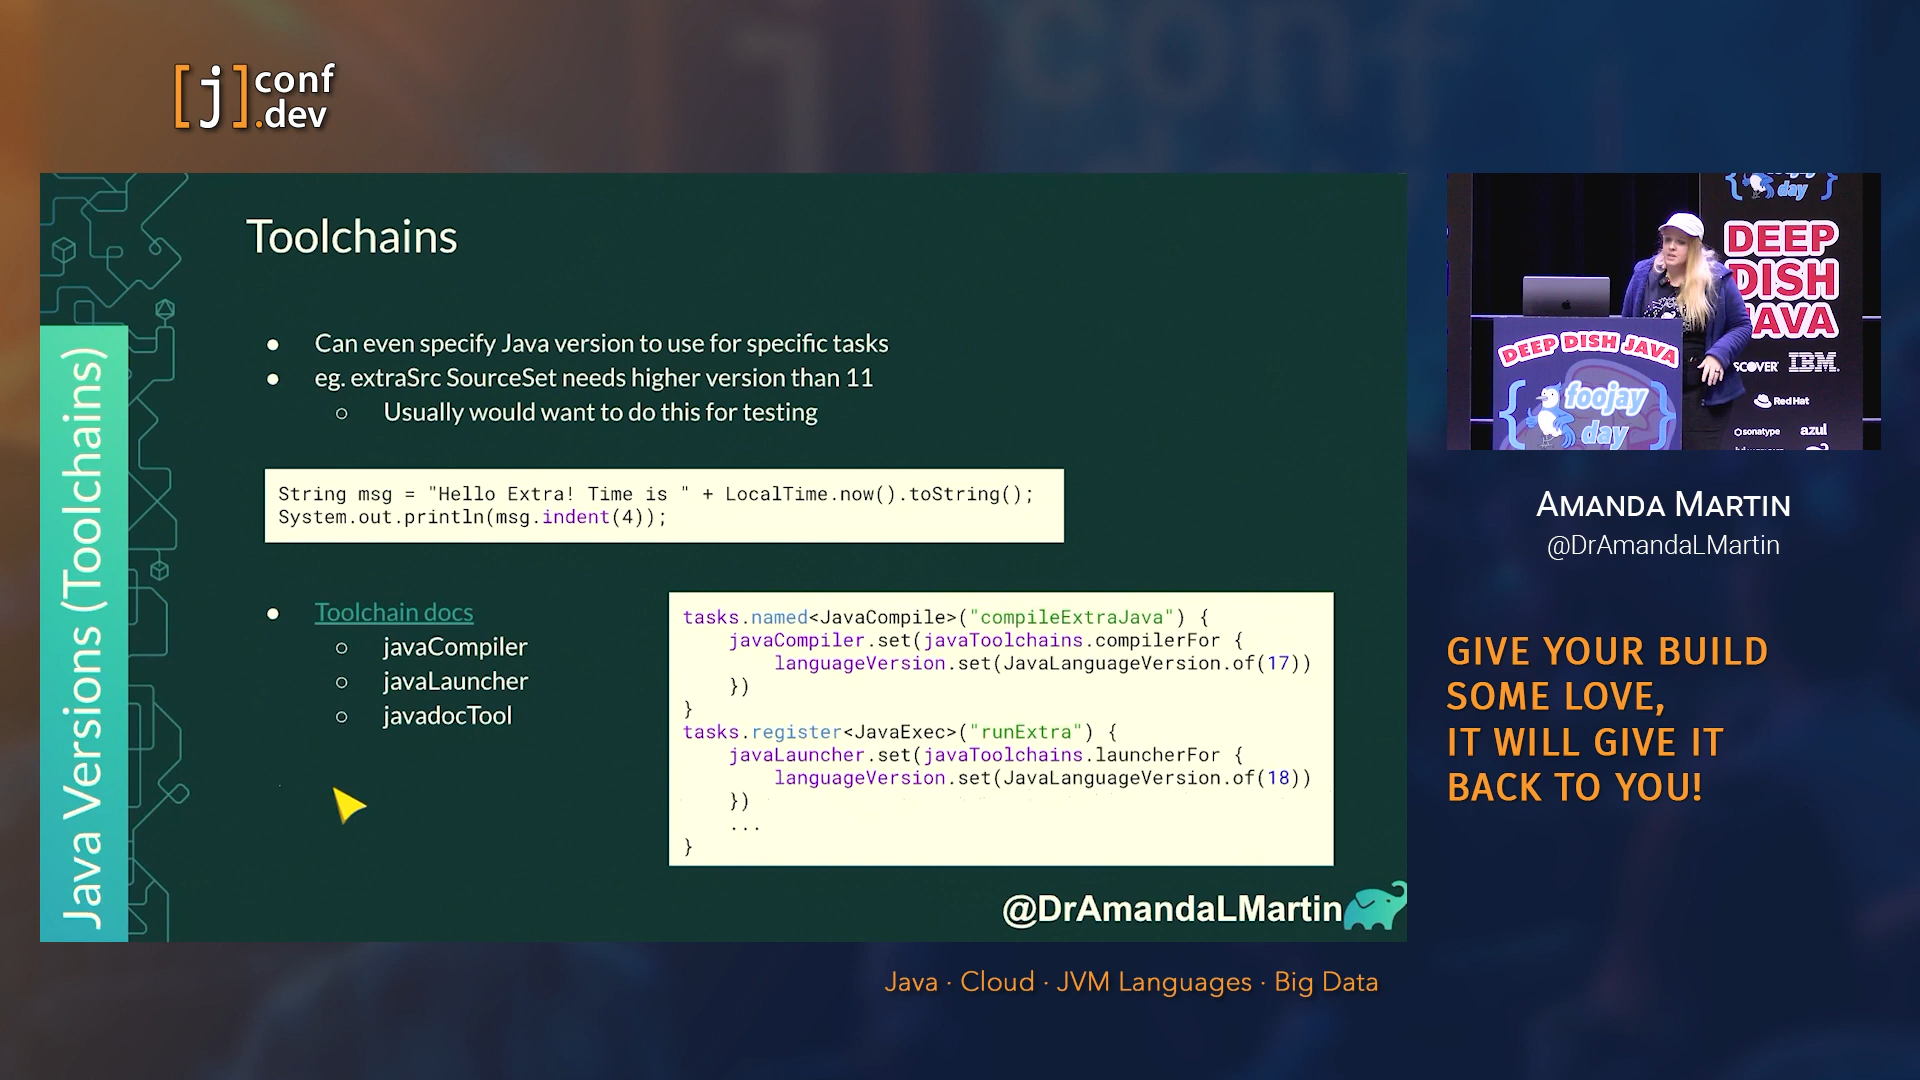 [j] conf
.dev
Java Versions (Toolchains)
Toolchains
● Can even specify Java version to use for specific tasks
● eg. extraSrc SourceSet needs higher version than 11
○ Usually would want to do this for testing
String msg = "Hello Extra! Time is " + LocalTime.now().toString();
System.out.println(msg.indent(4));
● Toolchain docs
○ javaCompiler
○ javaLauncher
○ javadocTool
tasks.named<JavaCompile>("compileExtraJava") {
    javaCompiler.set(javaToolchains.compilerFor {
        languageVersion.set(JavaLanguageVersion.of(17))
    })
}
tasks.register<JavaExec>("runExtra") {
    javaLauncher.set(javaToolchains.launcherFor {
        languageVersion.set(JavaLanguageVersion.of(18))
    })
    ...
}
@DrAmandaLMartin
day
DEEP
DISH
JAVA
IBM.
Red Hat
sonatype azul
DEEP DISH JAVA
{ foojay }
day
AMANDA MARTIN
@DrAmandaLMartin
GIVE YOUR BUILD
SOME LOVE,
IT WILL GIVE IT
BACK TO YOU!
Java · Cloud · JVM Languages · Big Data